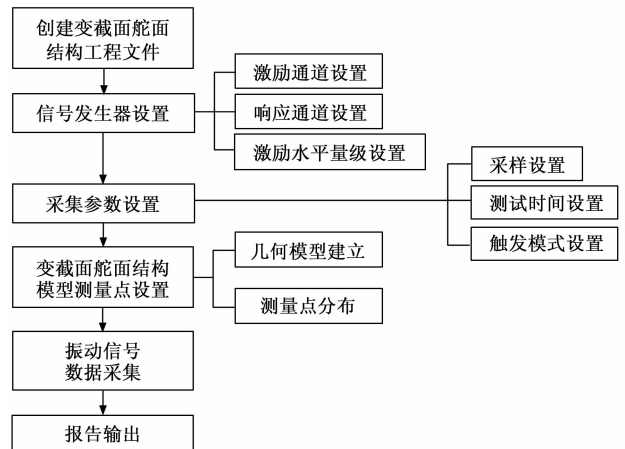 创建变截面舵面
结构工程文件
信号发生器设置
激励通道设置
响应通道设置
激励水平量级设置
采集参数设置
采样设置
测试时间设置
触发模式设置
变截面舵面结构
模型测量点设置
几何模型建立
测量点分布
振动信号
数据采集
报告输出